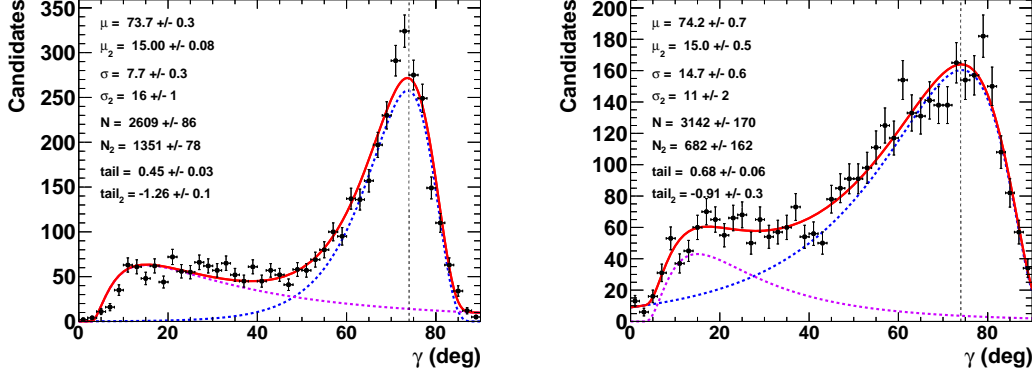 Candidates
350
300
250
200
150
100
50
0
μ = 73.7 +/- 0.3
μ2 = 15.00 +/- 0.08
σ = 7.7 +/- 0.3
σ2 = 16 +/- 1
N = 2609 +/- 86
N2 = 1351 +/- 78
tail = 0.45 +/- 0.03
tail2 = -1.26 +/- 0.1
0 20 40 60 80
γ (deg)
Candidates
200
180
160
140
120
100
80
60
40
20
0
μ = 74.2 +/- 0.7
μ2 = 15.0 +/- 0.5
σ = 14.7 +/- 0.6
σ2 = 11 +/- 2
N = 3142 +/- 170
N2 = 682 +/- 162
tail = 0.68 +/- 0.06
tail2 = -0.91 +/- 0.3
0 20 40 60 80
γ (deg)